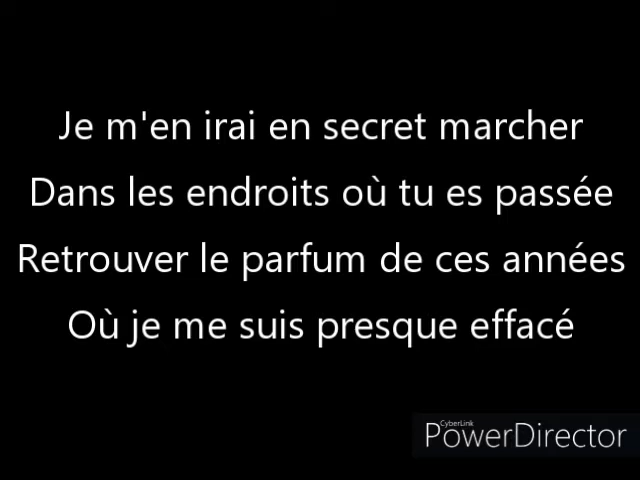 Je m'en irai en secret marcher
Dans les endroits où tu es passée
Retrouver le parfum de ces années
Où je me suis presque effacé
CyberLink
PowerDirector